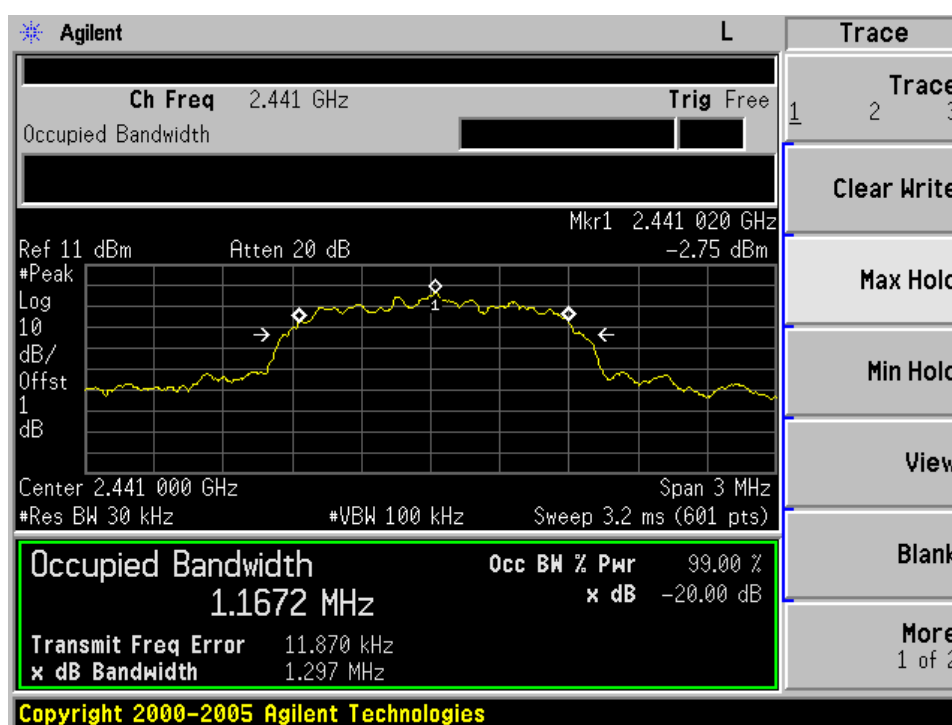 Agilent L Trace
Ch Freq 2.441 GHz Trig Free
Occupied Bandwidth
Trace
1 2 3
Clear Write
Max Hold
Min Hold
View
Blank
More
1 of 2
Mkr1 2.441 020 GHz
Ref 11 dBm Atten 20 dB -2.75 dBm
#Peak
Log
10
dB/
Offst
1
dB
1
Center 2.441 000 GHz Span 3 MHz
#Res BW 30 kHz #VBW 100 kHz Sweep 3.2 ms (601 pts)
Occupied Bandwidth
1.1672 MHz
Occ BW % Pwr 99.00 %
x dB -20.00 dB
Transmit Freq Error 11.870 kHz
x dB Bandwidth 1.297 MHz
Copyright 2000-2005 Agilent Technologies